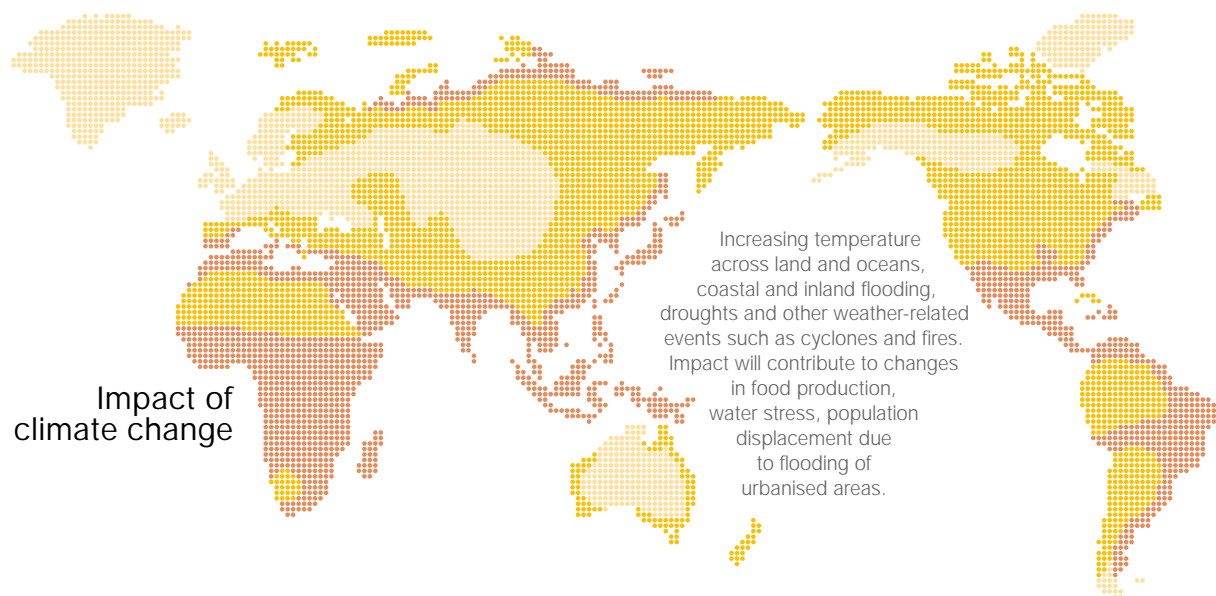 Impact of
climate change
Increasing temperature
across land and oceans,
coastal and inland flooding,
droughts and other weather-related
events such as cyclones and fires.
Impact will contribute to changes
in food production,
water stress, population
displacement due
to flooding of
urbanised areas.